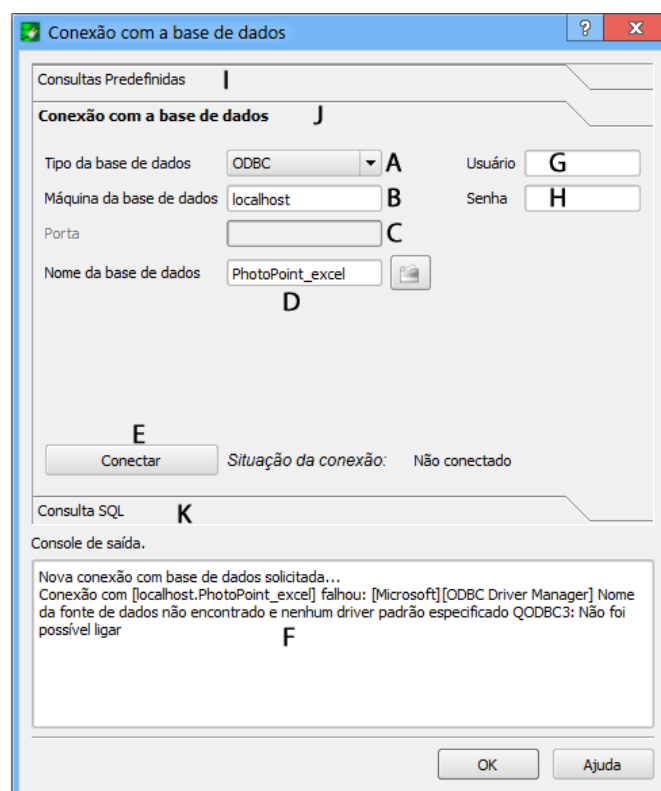 Conexão com a base de dados ? x
Consultas Predefinidas I
Conexão com a base de dados J
Tipo da base de dados ODBC A Usuário G
Máquina da base de dados localhost B Senha H
Porta C
Nome da base de dados PhotoPoint_excel
D
E
Conectar Situação da conexão: Não conectado
Consulta SQL K
Console de saída.
Nova conexão com base de dados solicitada...
Conexão com [localhost.PhotoPoint_excel] falhou: [Microsoft][ODBC Driver Manager] Nome
da fonte de dados não encontrado e nenhum driver padrão especificado QODBC3: Não foi
possível ligar
F
OK Ajuda